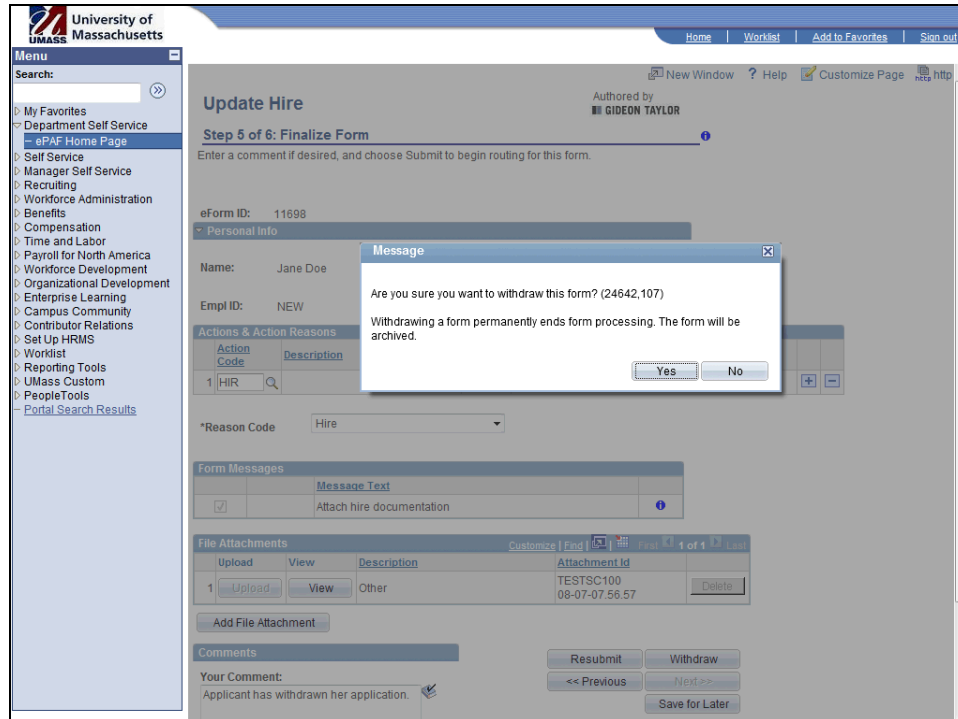 University of
Massachusetts
UMASS
Home | Worklist | Add to Favorites | Sign out
Menu
Search:
My Favorites
Department Self Service
ePAF Home Page
Self Service
Manager Self Service
Recruiting
Workforce Administration
Benefits
Compensation
Time and Labor
Payroll for North America
Workforce Development
Organizational Development
Enterprise Learning
Campus Community
Contributor Relations
Set Up HRMS
Worklist
Reporting Tools
UMass Custom
PeopleTools
Portal Search Results
New Window ? Help Customize Page http
Update Hire
Authored by
GIDEON TAYLOR
Step 5 of 6: Finalize Form
Enter a comment if desired, and choose Submit to begin routing for this form.
eForm ID: 11698
Personal Info
Name: Jane Doe
Empl ID: NEW
Message
Are you sure you want to withdraw this form? (24642,107)
Withdrawing a form permanently ends form processing. The form will be
archived.
Yes No
Actions & Action Reasons
Action
Code Description
1 HIR
*Reason Code Hire
Form Messages
Message Text
Attach hire documentation
File Attachments Customize | Find | First 1 of 1 Last
Upload View Description Attachment Id
1 Upload View Other TESTSC100
08-07-07.56.57 Delete
Add File Attachment
Comments
Your Comment:
Applicant has withdrawn her application.
Resubmit Withdraw
<< Previous Next >>
Save for Later